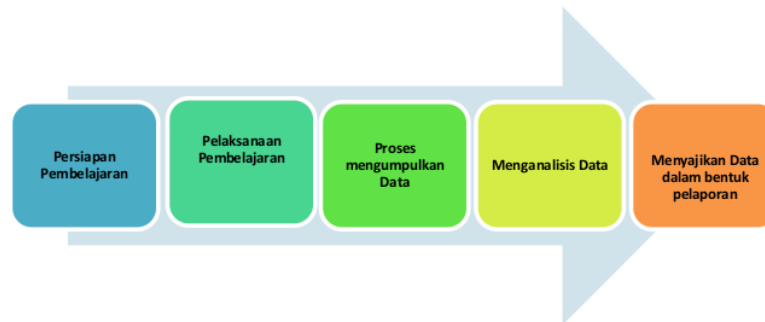 Persiapan
Pembelajaran
Pelaksanaan
Pembelajaran
Proses
mengumpulkan
Data
Menganalisis Data
Menyajikan Data
dalam bentuk
pelaporan